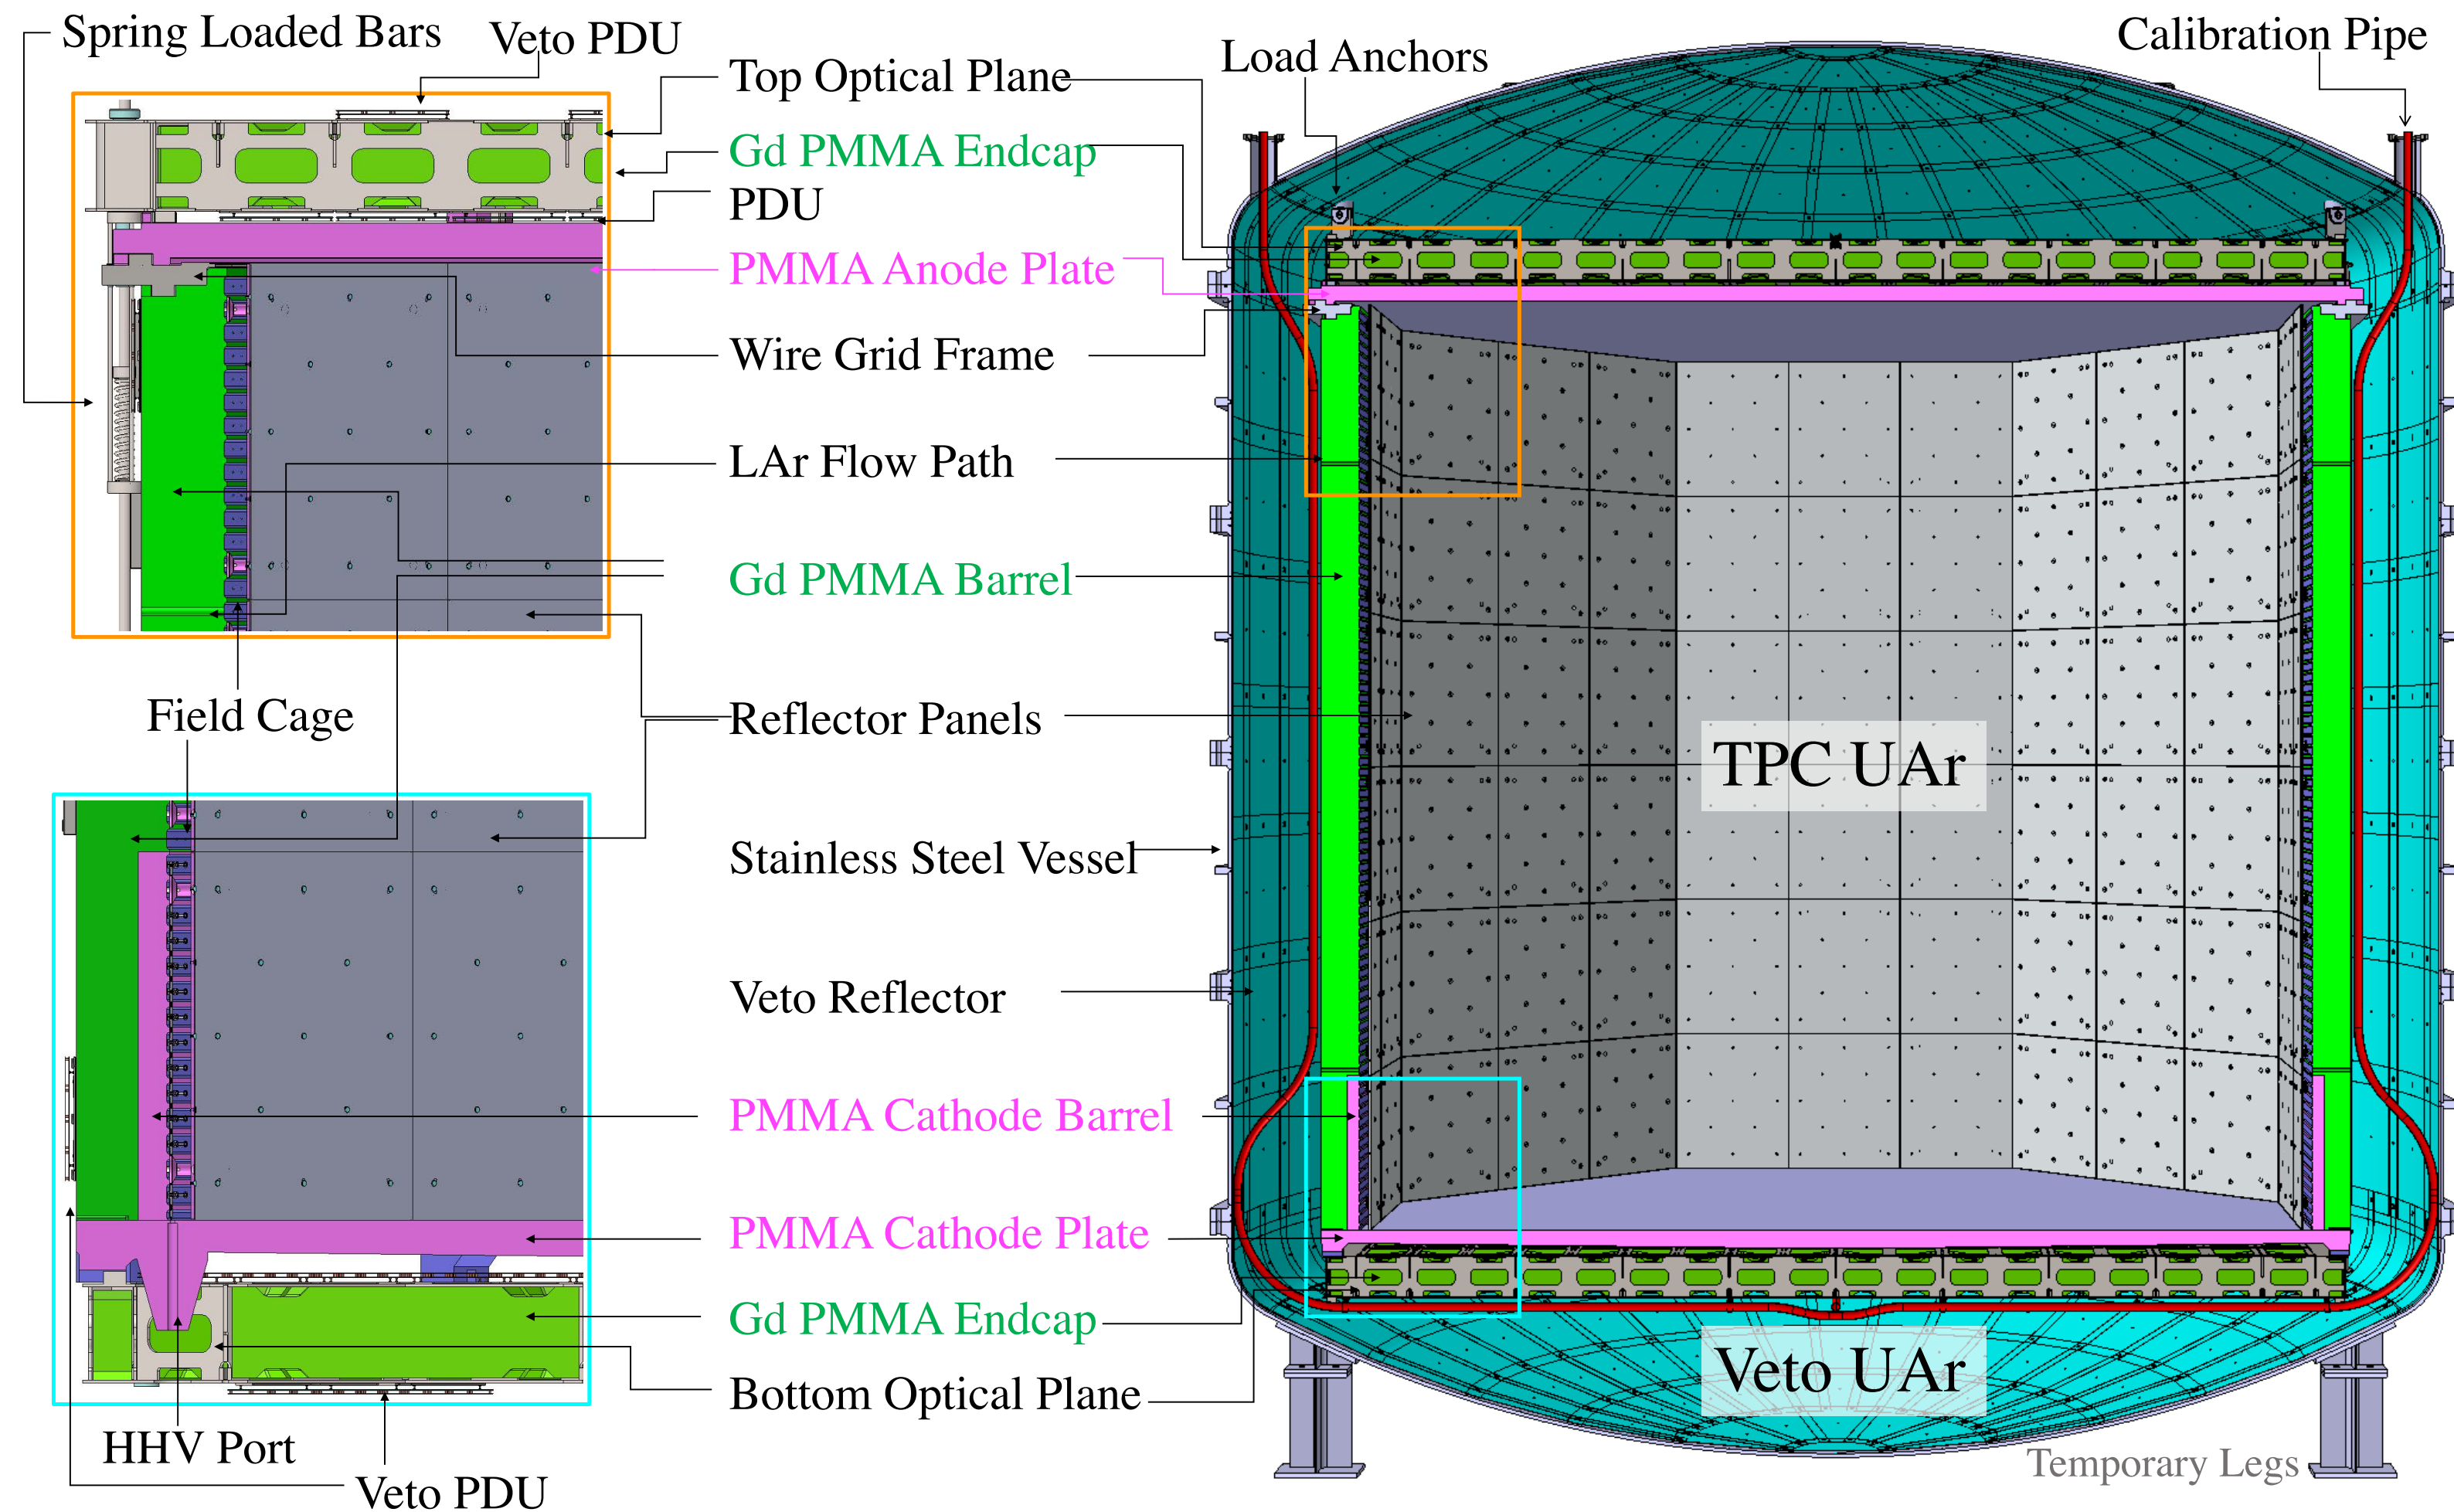 Spring Loaded Bars
Veto PDU
Top Optical Plane
Load Anchors
Calibration Pipe
Gd PMMA Endcap
PDU
PMMA Anode Plate
Wire Grid Frame
LAr Flow Path
Gd PMMA Barrel
Field Cage
Reflector Panels
TPC UAr
Stainless Steel Vessel
Veto Reflector
PMMA Cathode Barrel
PMMA Cathode Plate
Gd PMMA Endcap
Bottom Optical Plane
Veto UAr
HHV Port
Veto PDU
Temporary Legs